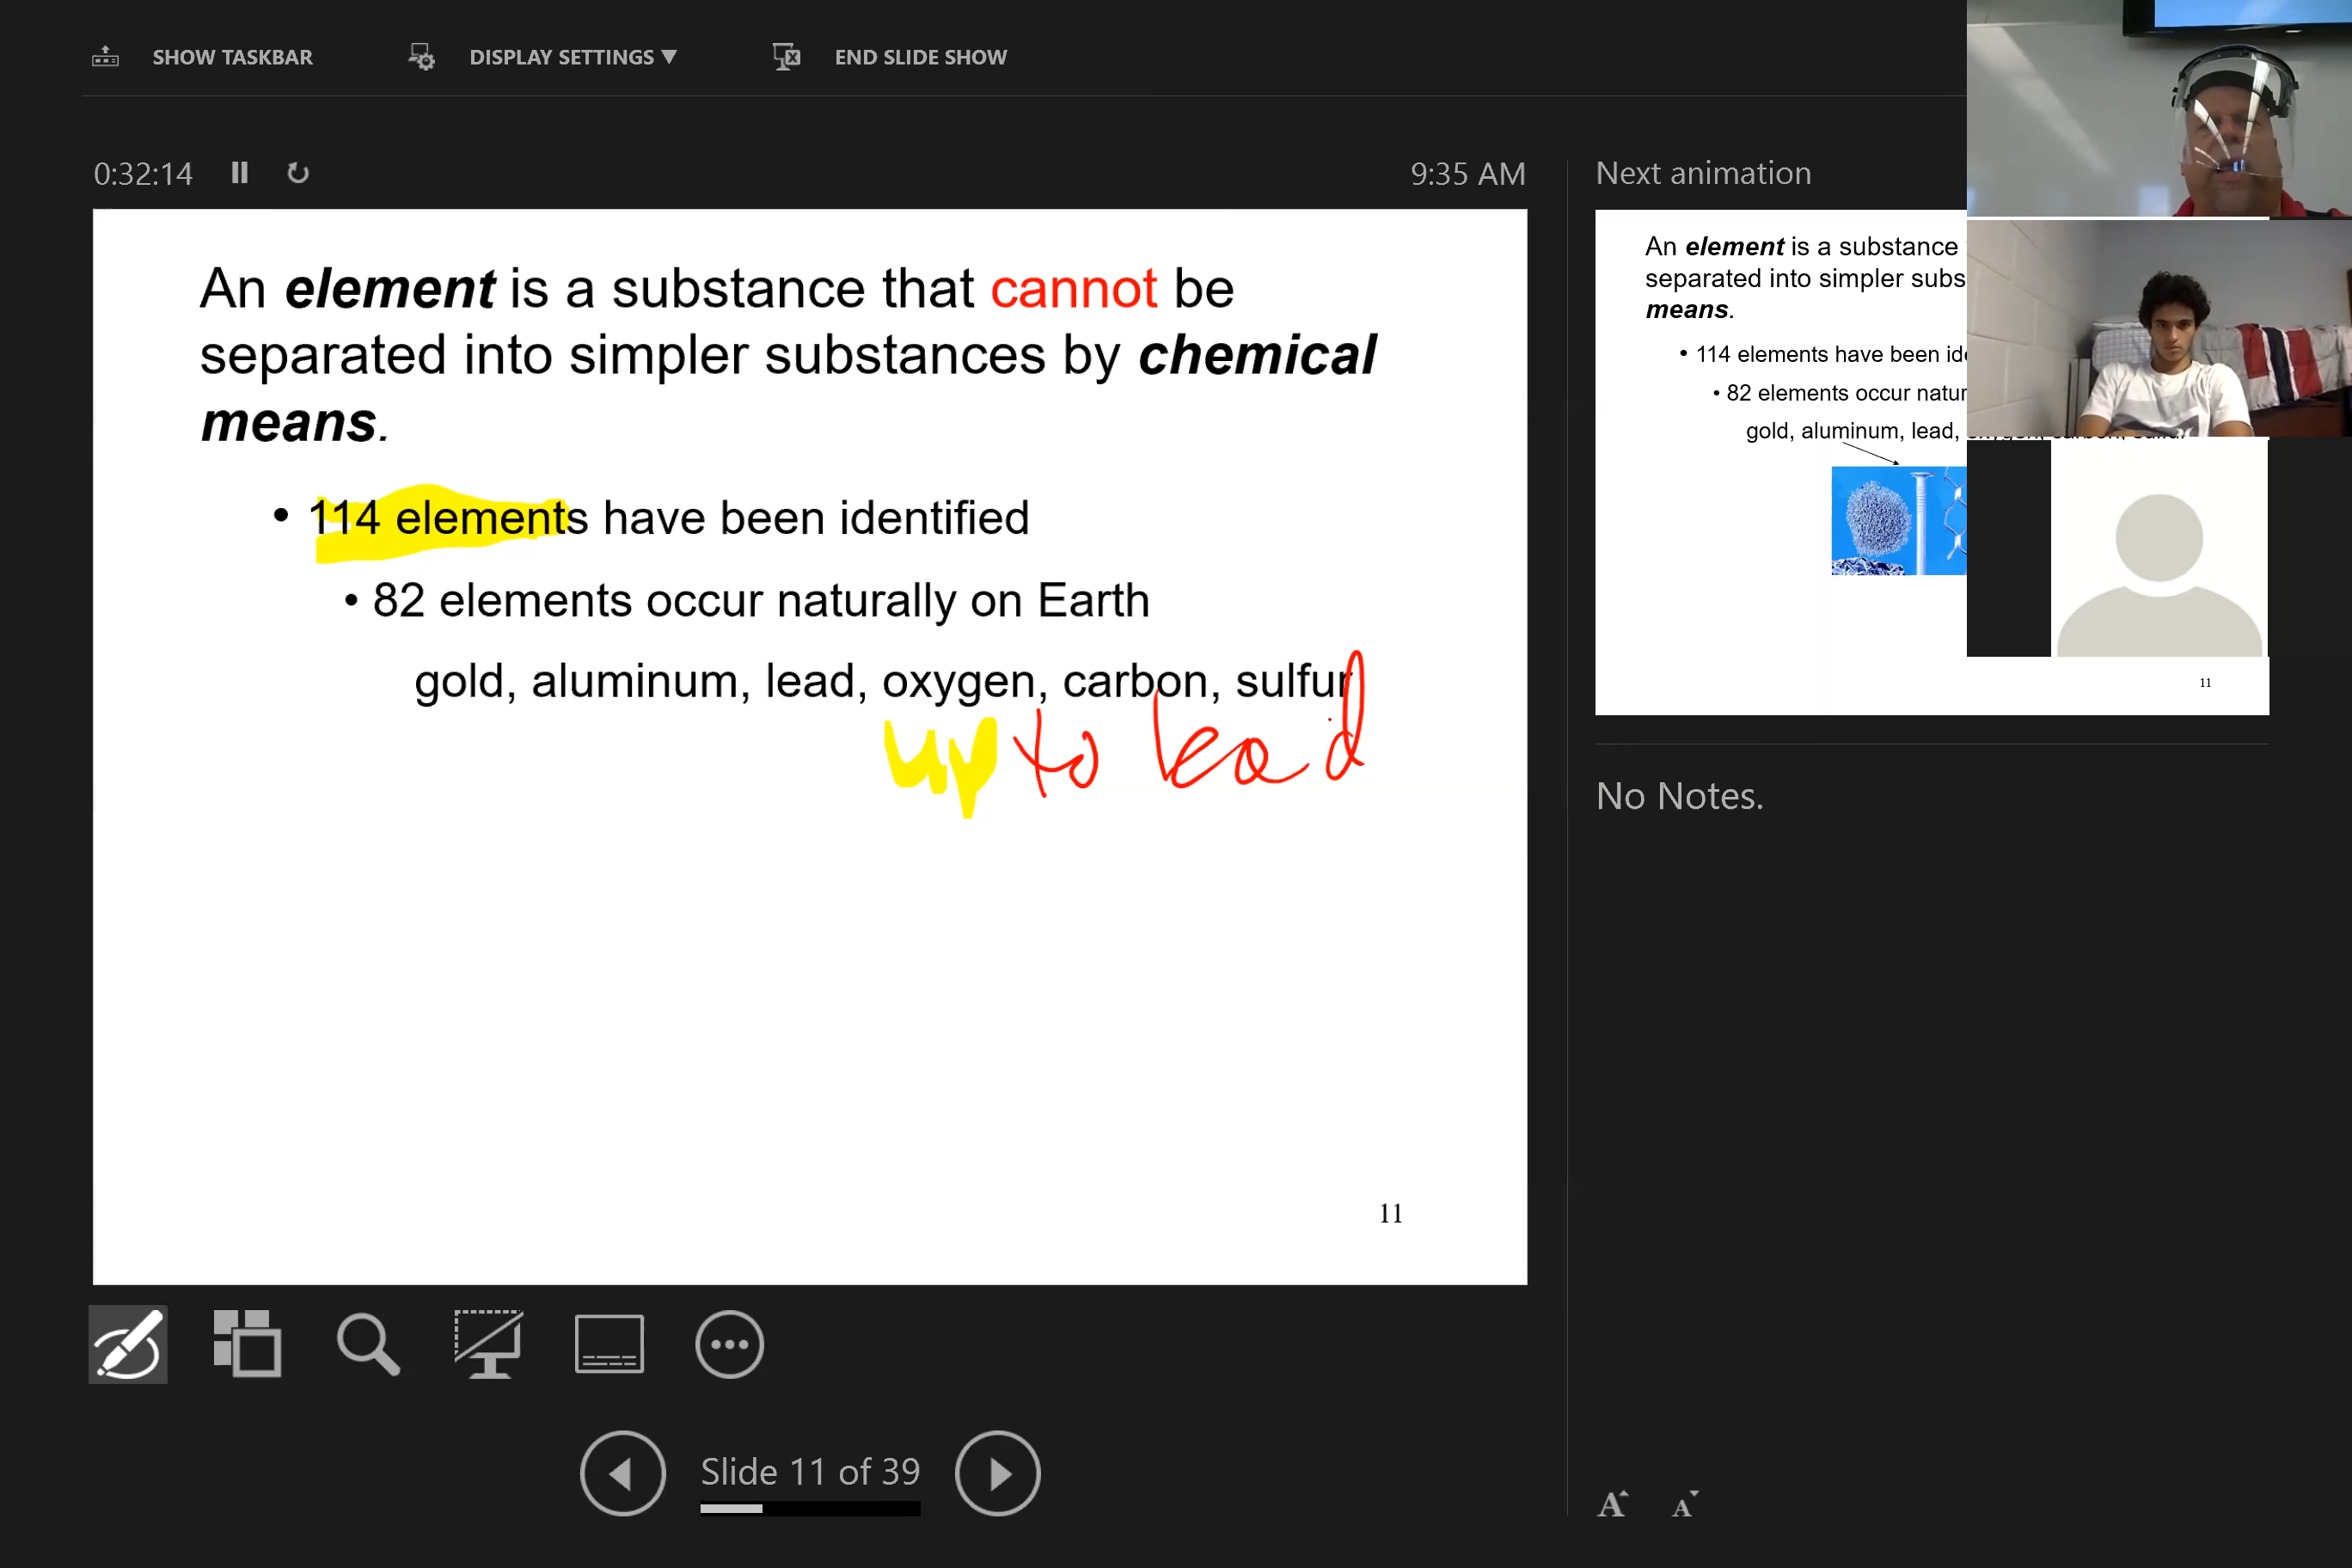 SHOW TASKBAR DISPLAY SETTINGS ▼ END SLIDE SHOW
0:32:14 9:35 AM
An element is a substance that cannot be
separated into simpler substances by chemical
means.
• 114 elements have been identified
• 82 elements occur naturally on Earth
gold, aluminum, lead, oxygen, carbon, sulfur
up to lead
11
Slide 11 of 39
Next animation
An element is a substance
separated into simpler subs
means.
• 114 elements have been ide
• 82 elements occur natur
gold, aluminum, lead, oxygen, carbon, sulfur
11
No Notes.
A A